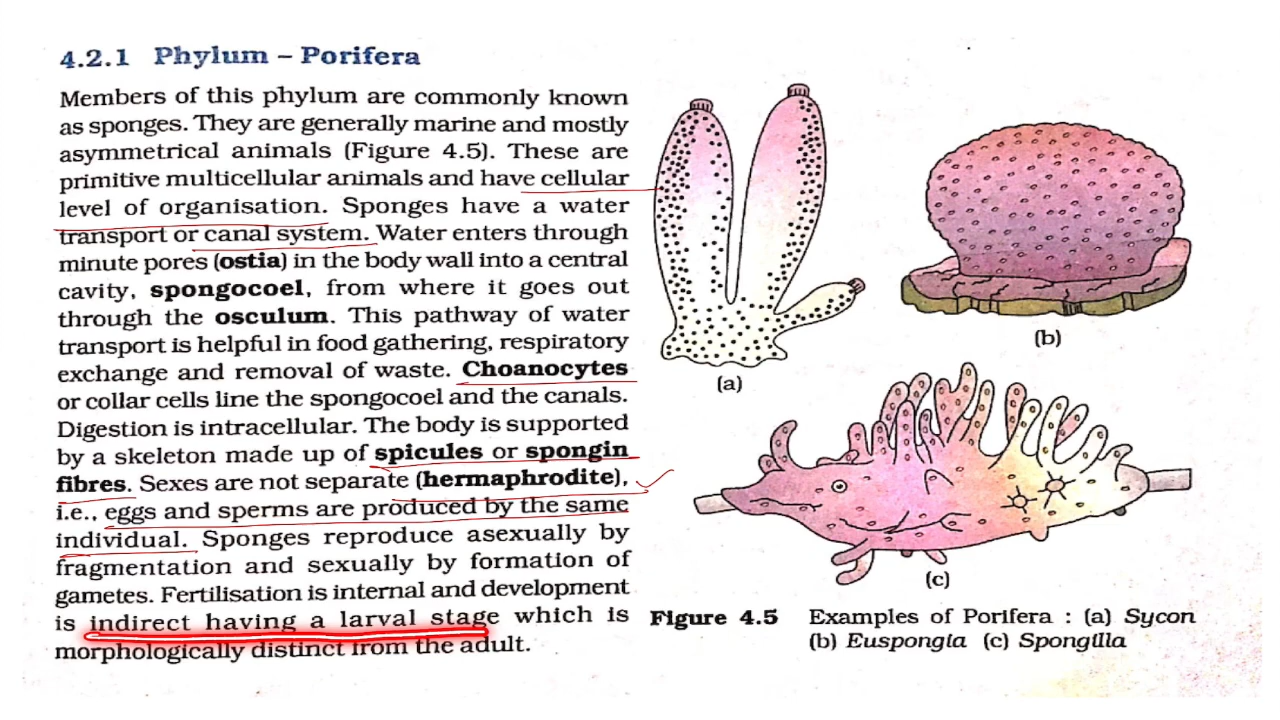 4.2.1 Phylum – Porifera
Members of this phylum are commonly known
as sponges. They are generally marine and mostly
asymmetrical animals (Figure 4.5). These are
primitive multicellular animals and have cellular
level of organisation. Sponges have a water
transport or canal system. Water enters through
minute pores (ostia) in the body wall into a central
cavity, spongocoel, from where it goes out
through the osculum. This pathway of water
transport is helpful in food gathering, respiratory
exchange and removal of waste. Choanocytes
or collar cells line the spongocoel and the canals.
Digestion is intracellular. The body is supported
by a skeleton made up of spicules or spongin
fibres. Sexes are not separate (hermaphrodite),
i.e., eggs and sperms are produced by the same
individual. Sponges reproduce asexually by
fragmentation and sexually by formation of
gametes. Fertilisation is internal and development
is indirect having a larval stage which is
morphologically distinct from the adult.
(a)
(b)
(c)
Figure 4.5 Examples of Porifera : (a) Sycon
(b) Euspongia (c) Spongilla